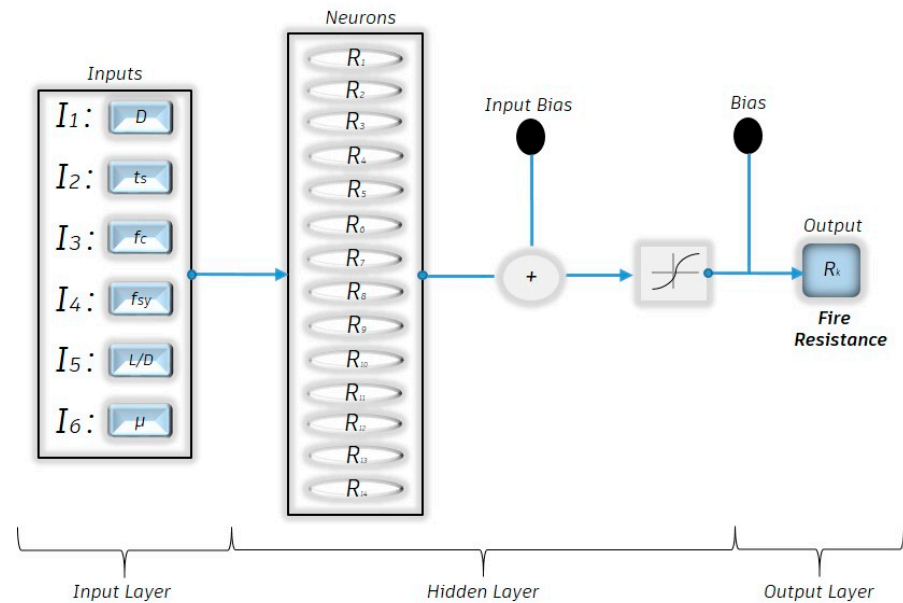 Neurons
Inputs
I1: D
I2: ts
I3: fc
I4: fsy
I5: L/D
I6: µ
R1
R2
R3
R4
R5
R6
R7
R8
R9
R10
R11
R12
R13
R14
Input Bias
+
Bias
Output
Rk
Fire
Resistance
Input Layer
Hidden Layer
Output Layer